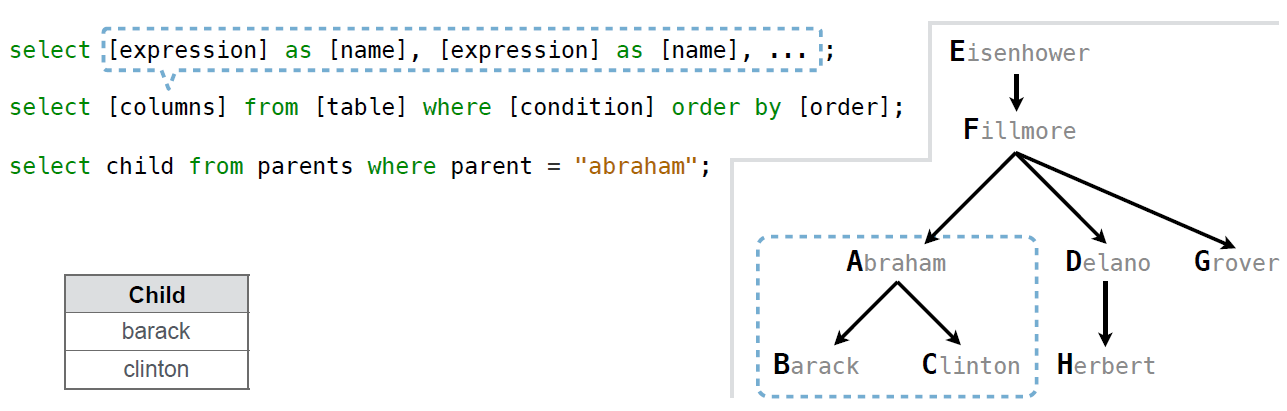 select [expression] as [name], [expression] as [name], ... ;
select [columns] from [table] where [condition] order by [order];
select child from parents where parent = "abraham";
Child
barack
clinton
Eisenhower
Fillmore
Abraham
Delano
Grover
Barack
Clinton
Herbert